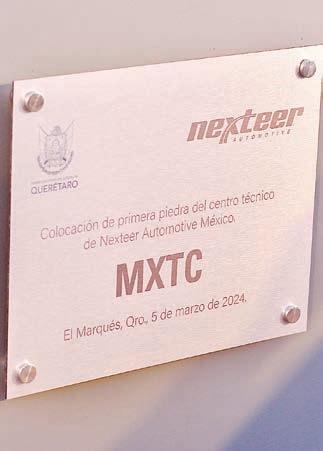 QUERÉTARO
nexteer
AUTOMOTIVE
Colocación de primera piedra del centro técnico
de Nexteer Automotive México.
MXTC
El Marqués, Qro., 5 de marzo de 2024.